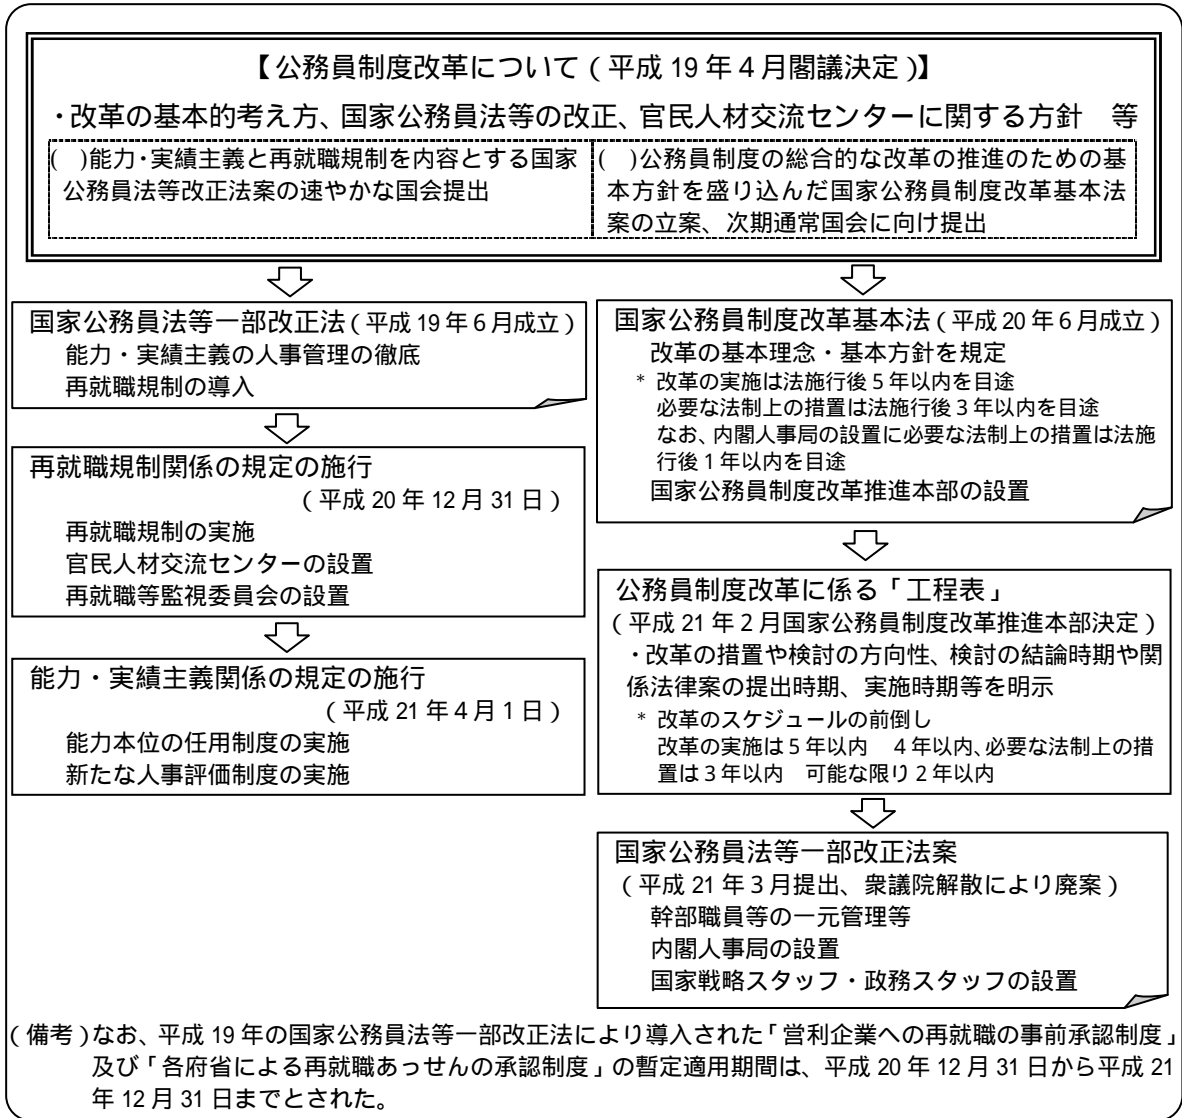 【公務員制度改革について(平成19年4月閣議決定)】
・改革の基本的考え方、国家公務員法等の改正、官民人材交流センターに関する方針　等
(　)能力・実績主義と再就職規制を内容とする国家
公務員法等改正法案の速やかな国会提出
(　)公務員制度の総合的な改革の推進のための基
本方針を盛り込んだ国家公務員制度改革基本法
案の立案、次期通常国会に向け提出
国家公務員法等一部改正法(平成19年6月成立)
能力・実績主義の人事管理の徹底
再就職規制の導入
再就職規制関係の規定の施行
(平成20年12月31日)
再就職規制の実施
官民人材交流センターの設置
再就職等監視委員会の設置
能力・実績主義関係の規定の施行
(平成21年4月1日)
能力本位の任用制度の実施
新たな人事評価制度の実施
国家公務員制度改革基本法(平成20年6月成立)
改革の基本理念・基本方針を規定
* 改革の実施は法施行後5年以内を目途
必要な法制上の措置は法施行後3年以内を目途
なお、内閣人事局の設置に必要な法制上の措置は法施
行後1年以内を目途
国家公務員制度改革推進本部の設置
公務員制度改革に係る「工程表」
(平成21年2月国家公務員制度改革推進本部決定)
・改革の措置や検討の方向性、検討の結論時期や関
係法律案の提出時期、実施時期等を明示
* 改革のスケジュールの前倒し
改革の実施は5年以内　4年以内、必要な法制上の措
置は3年以内　可能な限り2年以内
国家公務員法等一部改正法案
(平成21年3月提出、衆議院解散により廃案)
幹部職員等の一元管理等
内閣人事局の設置
国家戦略スタッフ・政務スタッフの設置
(備考)なお、平成19年の国家公務員法等一部改正法により導入された「営利企業への再就職の事前承認制度」
及び「各府省による再就職あっせんの承認制度」の暫定適用期間は、平成20年12月31日から平成21
年12月31日までとされた。